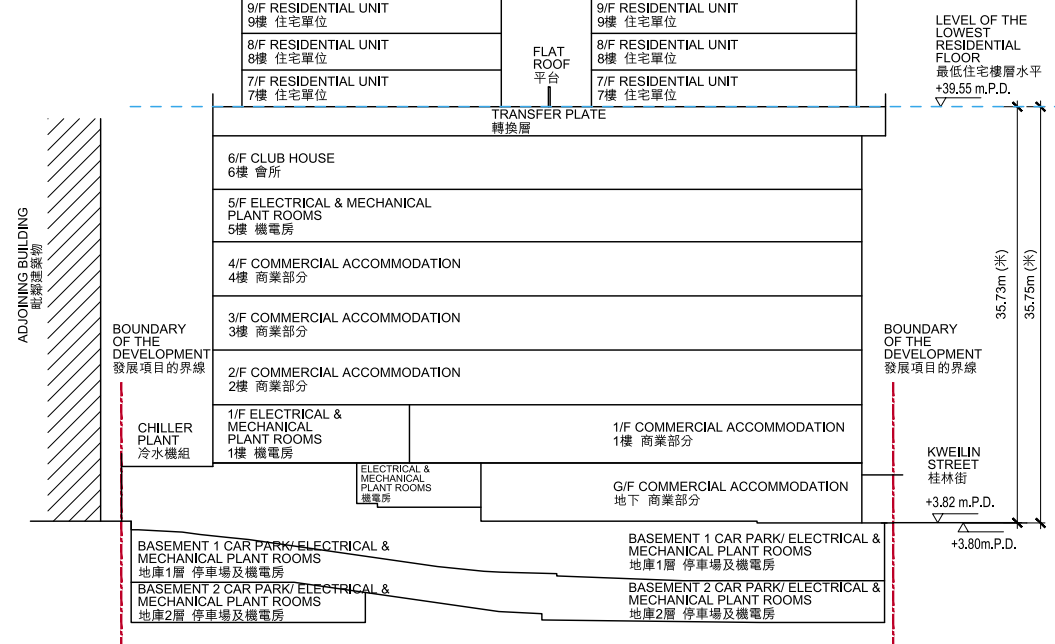 9/F RESIDENTIAL UNIT
9樓 住宅單位
9/F RESIDENTIAL UNIT
9樓 住宅單位
8/F RESIDENTIAL UNIT
8樓 住宅單位
8/F RESIDENTIAL UNIT
8樓 住宅單位
7/F RESIDENTIAL UNIT
7樓 住宅單位
7/F RESIDENTIAL UNIT
7樓 住宅單位
FLAT
ROOF
平台
LEVEL OF THE
LOWEST
RESIDENTIAL
FLOOR
最低住宅樓層水平
+39.55 m.P.D.
TRANSFER PLATE
轉換層
6/F CLUB HOUSE
6樓 會所
5/F ELECTRICAL & MECHANICAL
PLANT ROOMS
5樓 機電房
4/F COMMERCIAL ACCOMMODATION
4樓 商業部分
3/F COMMERCIAL ACCOMMODATION
3樓 商業部分
2/F COMMERCIAL ACCOMMODATION
2樓 商業部分
ADJOINING BUILDING
毗鄰建築物
35.73m (米)
35.75m (米)
BOUNDARY
OF THE
DEVELOPMENT
發展項目的界線
BOUNDARY
OF THE
DEVELOPMENT
發展項目的界線
CHILLER
PLANT
冷水機組
1/F ELECTRICAL &
MECHANICAL
PLANT ROOMS
1樓 機電房
1/F COMMERCIAL ACCOMMODATION
1樓 商業部分
ELECTRICAL &
MECHANICAL
PLANT ROOMS
機電房
G/F COMMERCIAL ACCOMMODATION
地下 商業部分
KWEILIN
STREET
桂林街
+3.82 m.P.D.
+3.80m.P.D.
BASEMENT 1 CAR PARK/ ELECTRICAL &
MECHANICAL PLANT ROOMS
地庫1層 停車場及機電房
BASEMENT 1 CAR PARK/ ELECTRICAL &
MECHANICAL PLANT ROOMS
地庫1層 停車場及機電房
BASEMENT 2 CAR PARK/ ELECTRICAL &
MECHANICAL PLANT ROOMS
地庫2層 停車場及機電房
BASEMENT 2 CAR PARK/ ELECTRICAL &
MECHANICAL PLANT ROOMS
地庫2層 停車場及機電房